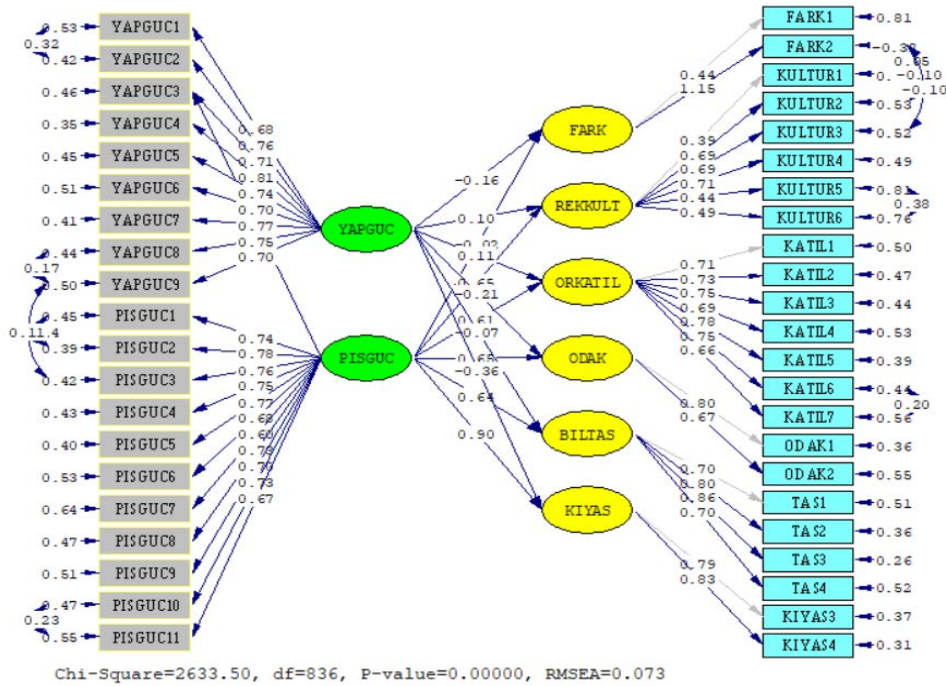 0.53 YAPGUC1
0.32
0.42 YAPGUC2
0.46 YAPGUC3
0.35 YAPGUC4
0.45 YAPGUC5
0.51 YAPGUC6
0.41 YAPGUC7
0.44 YAPGUC8
0.17
0.50 YAPGUC9
0.45 PISGUC1
0.39 PISGUC2
0.42 PISGUC3
0.43 PISGUC4
0.40 PISGUC5
0.53 PISGUC6
0.64 PISGUC7
0.47 PISGUC8
0.51 PISGUC9
0.47 PISGUC10
0.23
0.55 PISGUC11
0.68
0.76
0.71
0.81
0.74
0.70
0.77
0.75
0.70
0.74
0.78
0.76
0.75
0.77
0.68
0.60
0.73
0.70
0.73
0.67
YAPGUC
PISGUC
-0.16
0.10
0.11
-0.21
0.61
-0.07
-0.36
0.64
0.90
FARK
REKKULT
ORKATIL
ODAK
BILTAS
KIYAS
0.44
1.15
0.39
0.69
0.69
0.71
0.44
0.49
0.71
0.73
0.75
0.69
0.78
0.75
0.66
0.80
0.67
0.70
0.80
0.86
0.70
0.79
0.83
FARK1 0.81
FARK2
KULTUR1
-0.10
-0.10
KULTUR2 0.53
KULTUR3 0.52
KULTUR4 0.49
KULTUR5 0.81
0.38
KULTUR6 0.76
KATIL1 0.50
KATIL2 0.47
KATIL3 0.44
KATIL4 0.53
KATIL5 0.39
KATIL6 0.44
0.20
KATIL7 0.56
ODAK1 0.36
ODAK2 0.55
TAS1 0.51
TAS2 0.36
TAS3 0.26
TAS4 0.52
KIYAS3 0.37
KIYAS4 0.31
Chi-Square=2633.50, df=836, P-value=0.00000, RMSEA=0.073